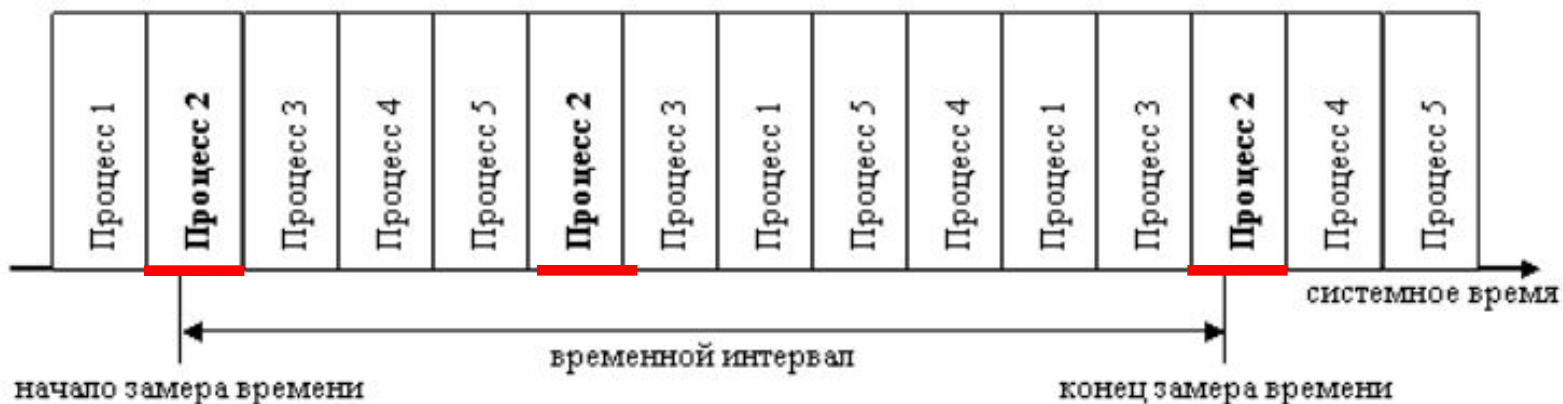 Процесс 1
Процесс 2
Процесс 3
Процесс 4
Процесс 5
Процесс 2
Процесс 3
Процесс 1
Процесс 5
Процесс 4
Процесс 1
Процесс 3
Процесс 2
Процесс 4
Процесс 5
системное время
временной интервал
начало замера времени
конец замера времени